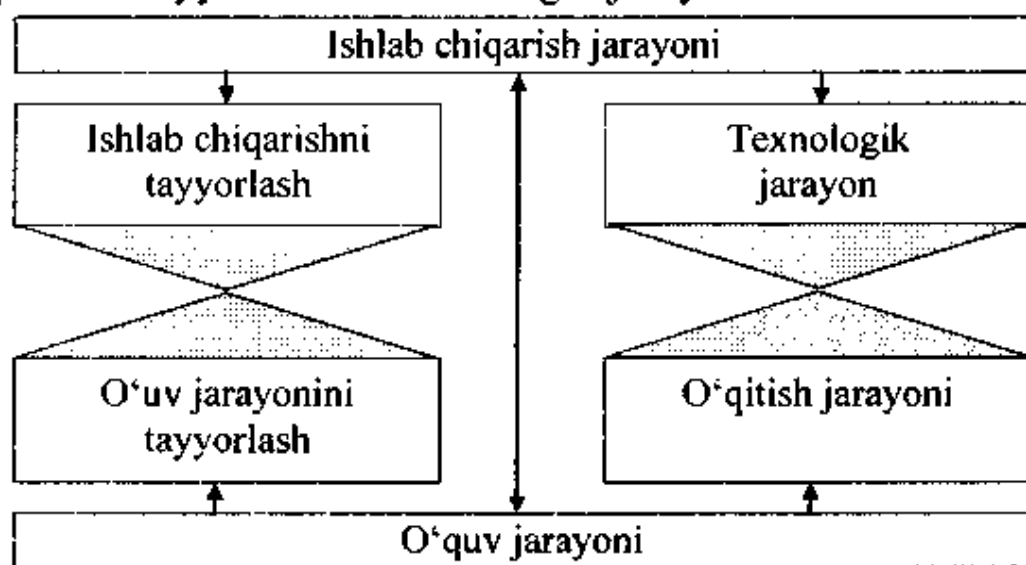 Ishlab chiqarish jarayoni
Ishlab chiqarishni
tayyorlash
Texnologik
jarayon
O‘uv jarayonini
tayyorlash
O‘qitish jarayoni
O‘quv jarayoni